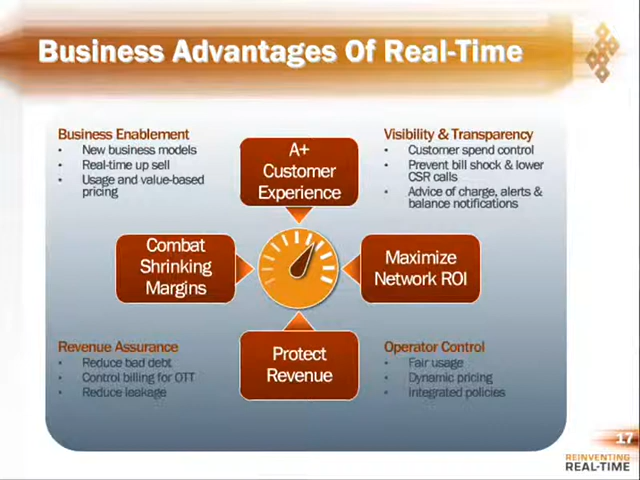 Business Advantages Of Real-Time
Business Enablement
• New business models
• Real-time up sell
• Usage and value-based
pricing
A+
Customer
Experience
Visibility & Transparency
• Customer spend control
• Prevent bill shock & lower
CSR calls
• Advice of charge, alerts &
balance notifications
Combat
Shrinking
Margins
Maximize
Network ROI
Revenue Assurance
• Reduce bad debt
• Control billing for OTT
• Reduce leakage
Protect
Revenue
Operator Control
• Fair usage
• Dynamic pricing
• Integrated policies
17
REINVENTING
REAL-TIME